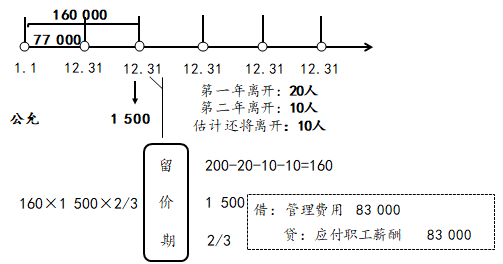 160 000
77 000
1.1 12.31 12.31 12.31 12.31 12.31
第一年离开：20人
第二年离开：10人
估计还将离开：10人
公允 1 500
留 200-20-10-10=160
160×1 500×2/3 价 1 500
期 2/3
借：管理费用 83 000
贷：应付职工薪酬 83 000